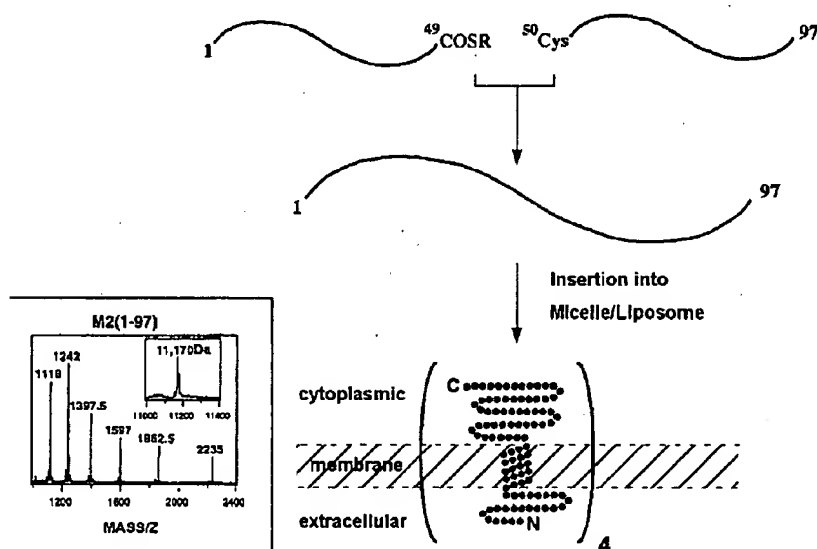 1
49COSR
50Cys
97
1
97
Insertion into
Micelle/Liposome
M2(1-97)
11,170Da
11000 11200 11400
1118
1242
1397.5
1597
1862.5
2235
1200 1600 2000 2400
MASS/Z
cytoplasmic
membrane
extracellular
C
N
4